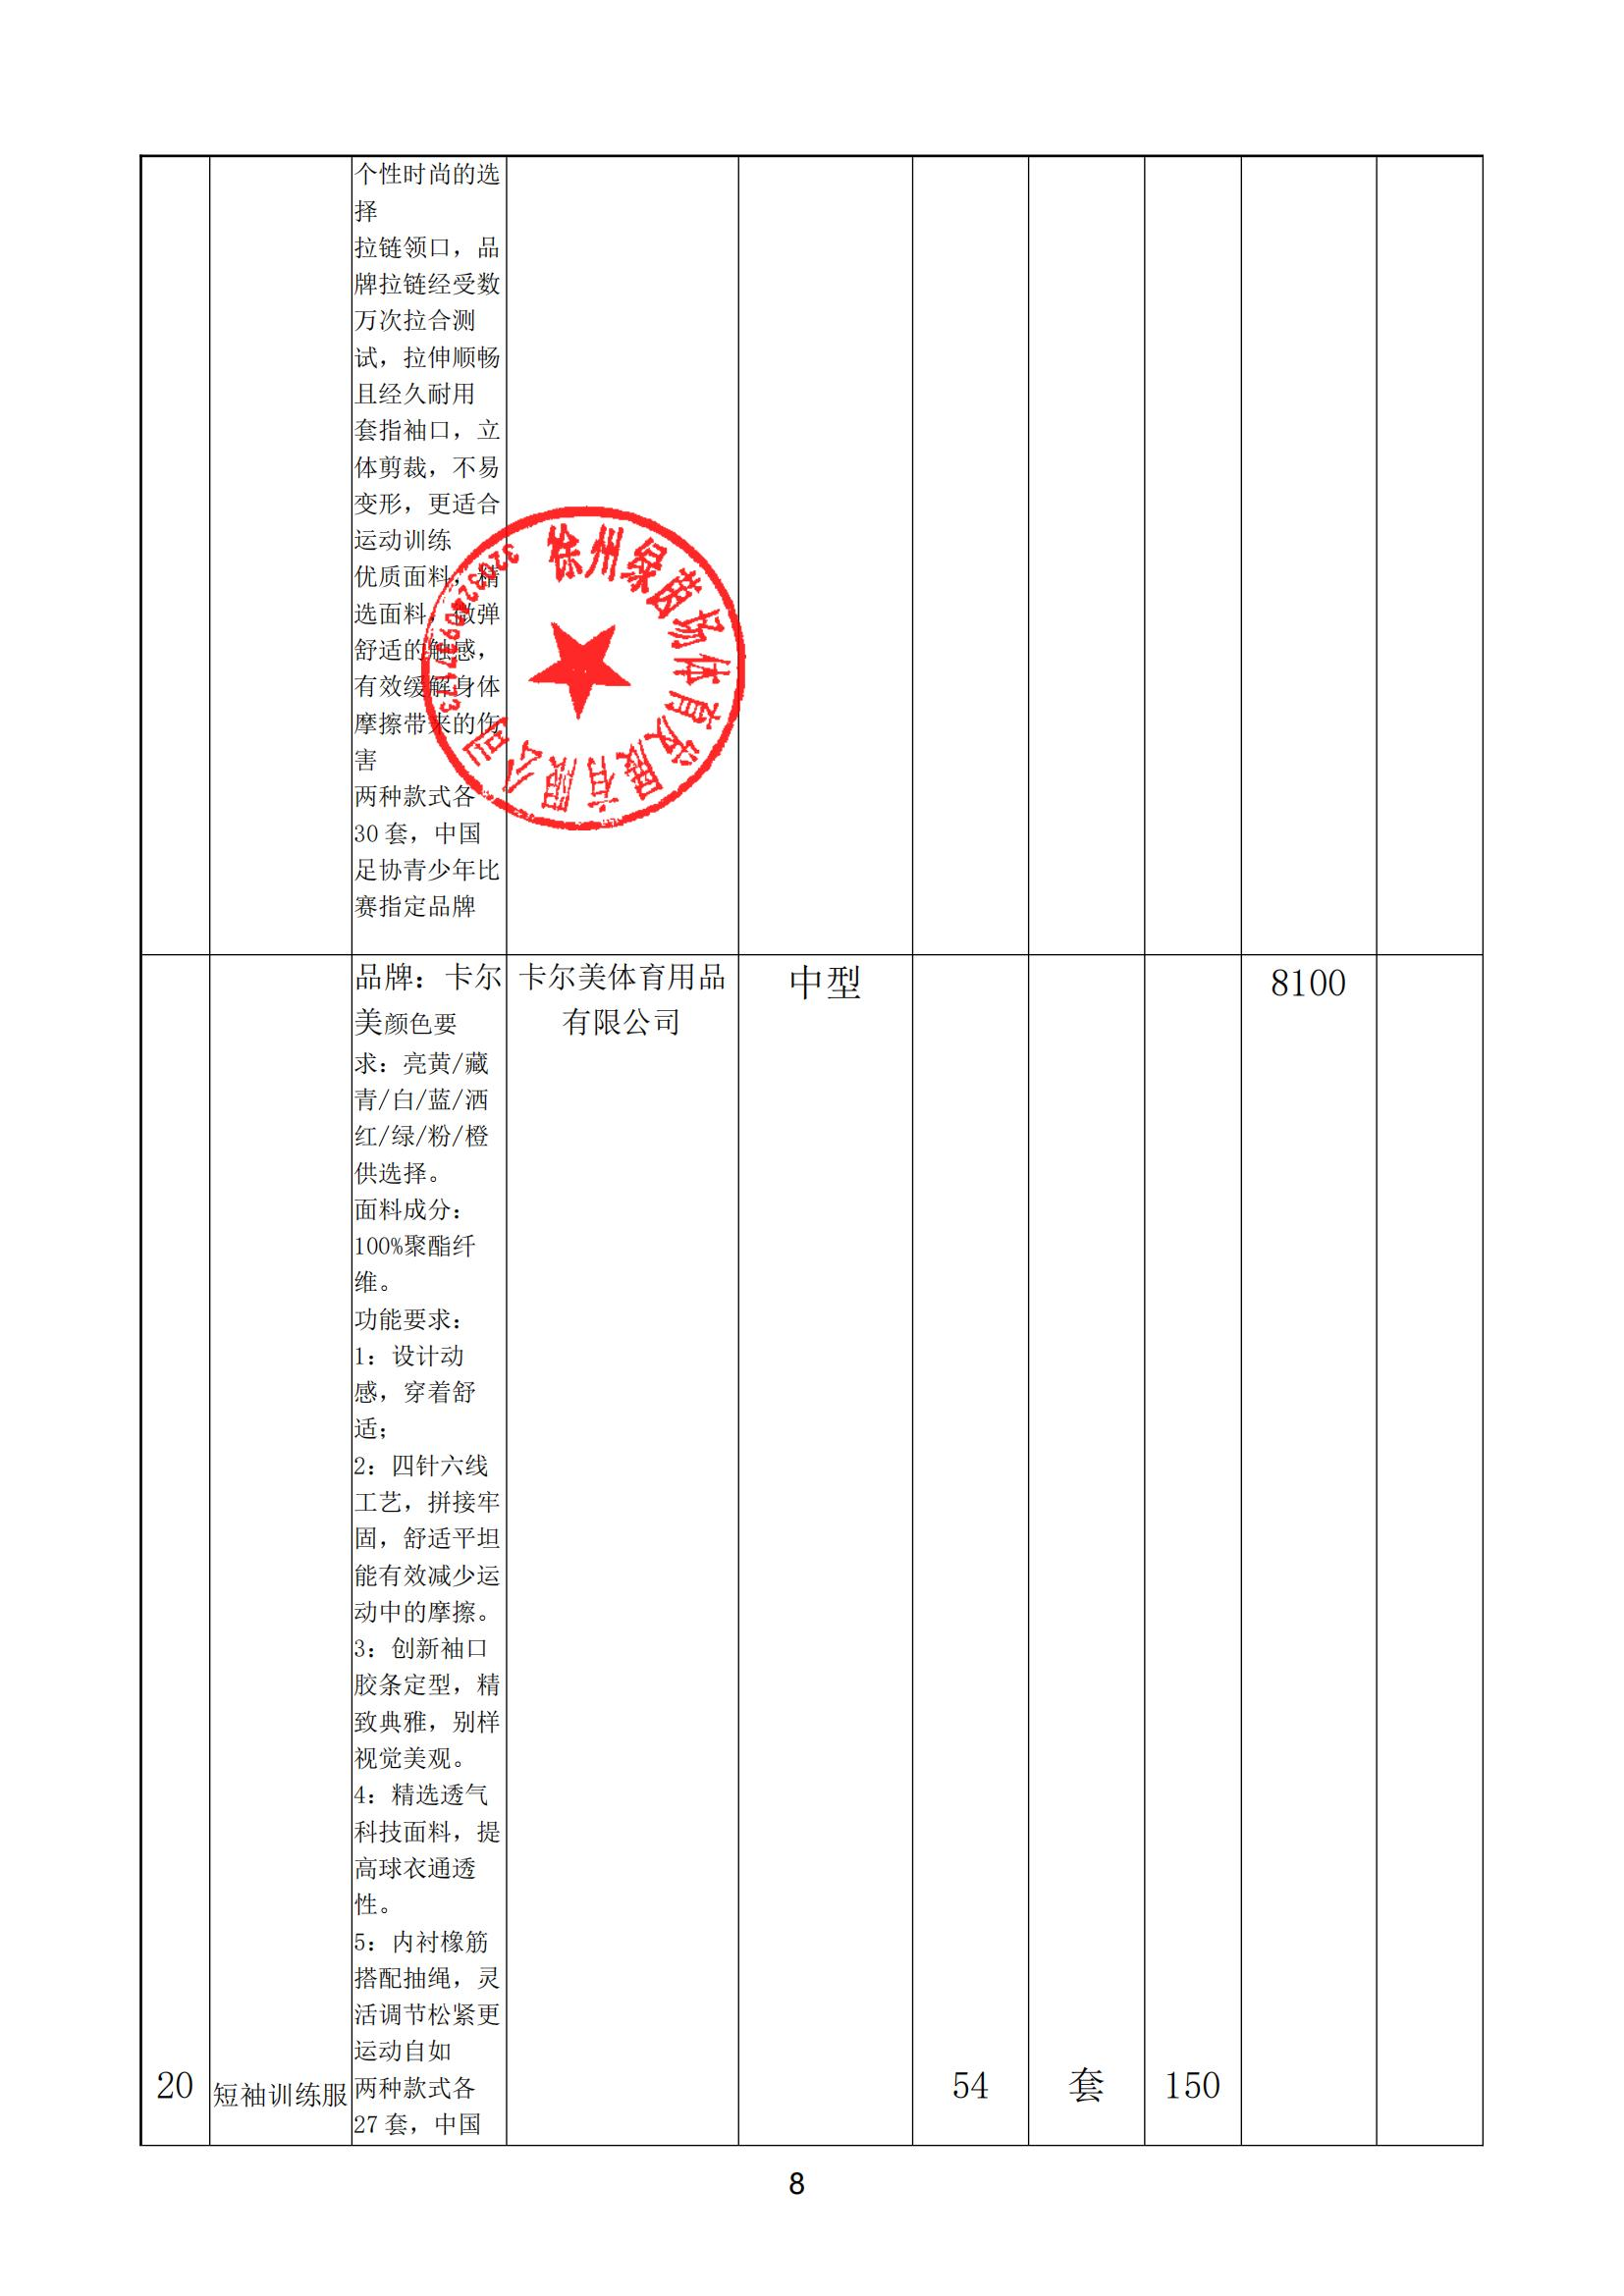 个性时尚的选
择
拉链领口，品
牌拉链经受数
万次拉合测
试，拉伸顺畅
且经久耐用
套指袖口，立
体剪裁，不易
变形，更适合
运动训练
优质面料，精
选面料，微弹
舒适的触感，
有效缓解身体
摩擦带来的伤
害
两种款式各
30套，中国
足协青少年比
赛指定品牌
徐州绿茵场体育发展有限公司
品牌：卡尔
美颜色要
求：亮黄/藏
青/白/蓝/洒
红/绿/粉/橙
供选择。
面料成分：
100%聚酯纤
维。
功能要求：
1：设计动
感，穿着舒
适；
2：四针六线
工艺，拼接牢
固，舒适平坦
能有效减少运
动中的摩擦。
3：创新袖口
胶条定型，精
致典雅，别样
视觉美观。
4：精选透气
科技面料，提
高球衣通透
性。
5：内衬橡筋
搭配抽绳，灵
活调节松紧更
运动自如
两种款式各
27套，中国
卡尔美体育用品
有限公司
中型
8100
20
短袖训练服
54
套
150
8